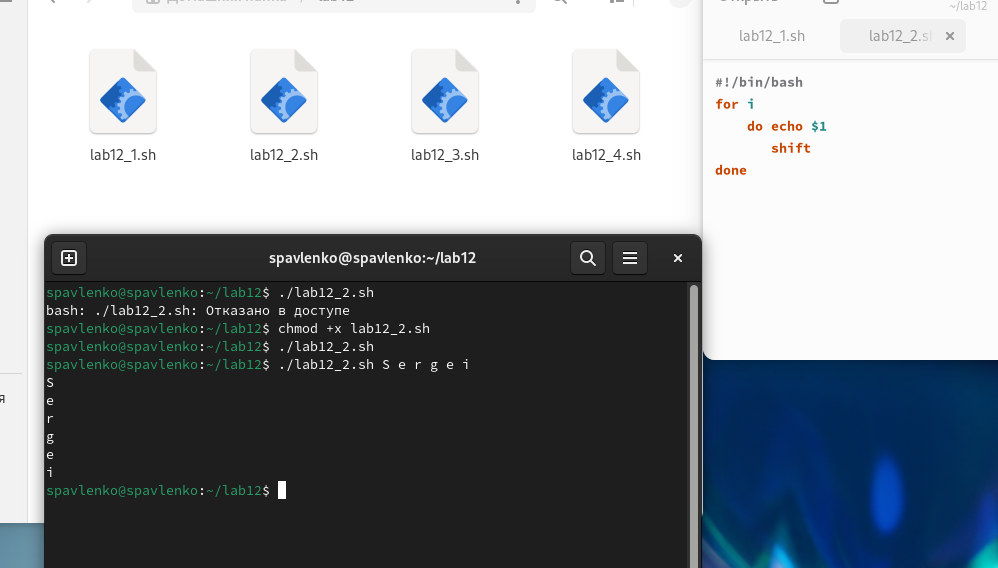 lab12_1.sh
lab12_2.sh
lab12_3.sh
lab12_4.sh
~/lab12
lab12_1.sh
lab12_2.s
#!/bin/bash
for i
do echo $1
shift
done
spavlenko@spavlenko:~/lab12
spavlenko@spavlenko:~/lab12$ ./lab12_2.sh
bash: ./lab12_2.sh: Отказано в доступе
spavlenko@spavlenko:~/lab12$ chmod +x lab12_2.sh
spavlenko@spavlenko:~/lab12$ ./lab12_2.sh
spavlenko@spavlenko:~/lab12$ ./lab12_2.sh S e r g e i
S
e
r
g
e
i
spavlenko@spavlenko:~/lab12$
я